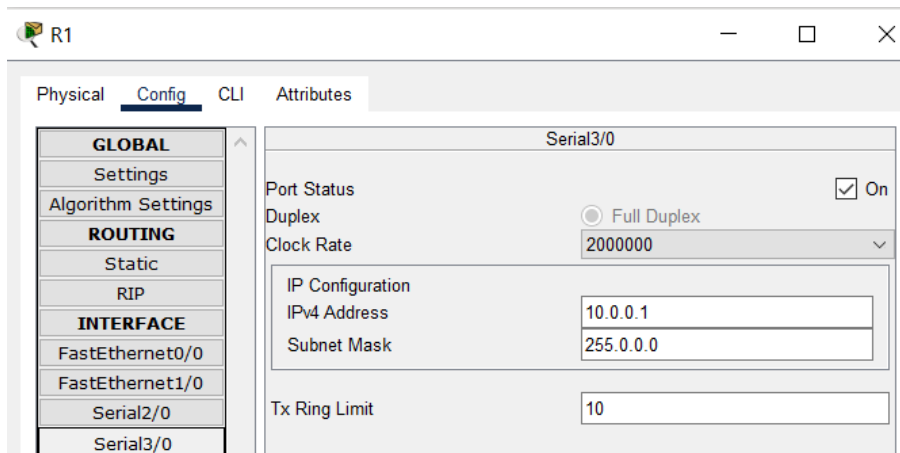 R1
Physical Config CLI Attributes
GLOBAL
Settings
Algorithm Settings
ROUTING
Static
RIP
INTERFACE
FastEthernet0/0
FastEthernet1/0
Serial2/0
Serial3/0
Serial3/0
Port Status On
Duplex Full Duplex
Clock Rate 2000000
IP Configuration
IPv4 Address 10.0.0.1
Subnet Mask 255.0.0.0
Tx Ring Limit 10